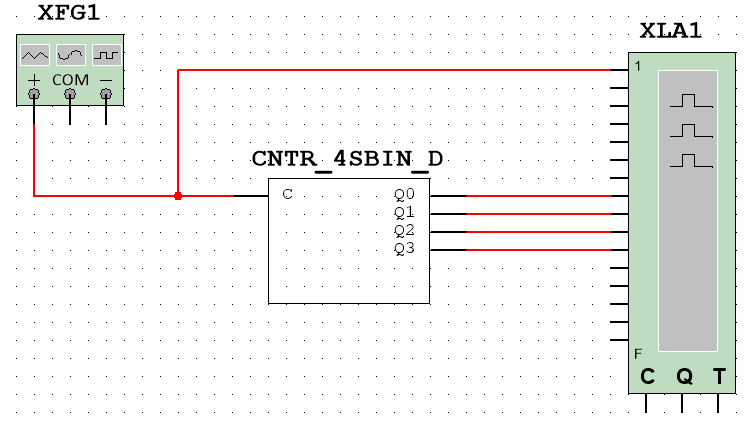 XFG1
XLA1
+ COM −
1
CNTR_4SBIN_D
C Q0
Q1
Q2
Q3
F
C Q T